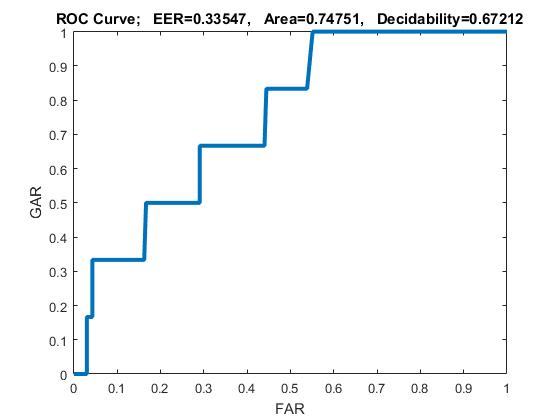 ROC Curve;   EER=0.33547,   Area=0.74751,   Decidability=0.67212
1
0.9
0.8
0.7
0.6
0.5
0.4
0.3
0.2
0.1
0
GAR
0 0.1 0.2 0.3 0.4 0.5 0.6 0.7 0.8 0.9 1
FAR